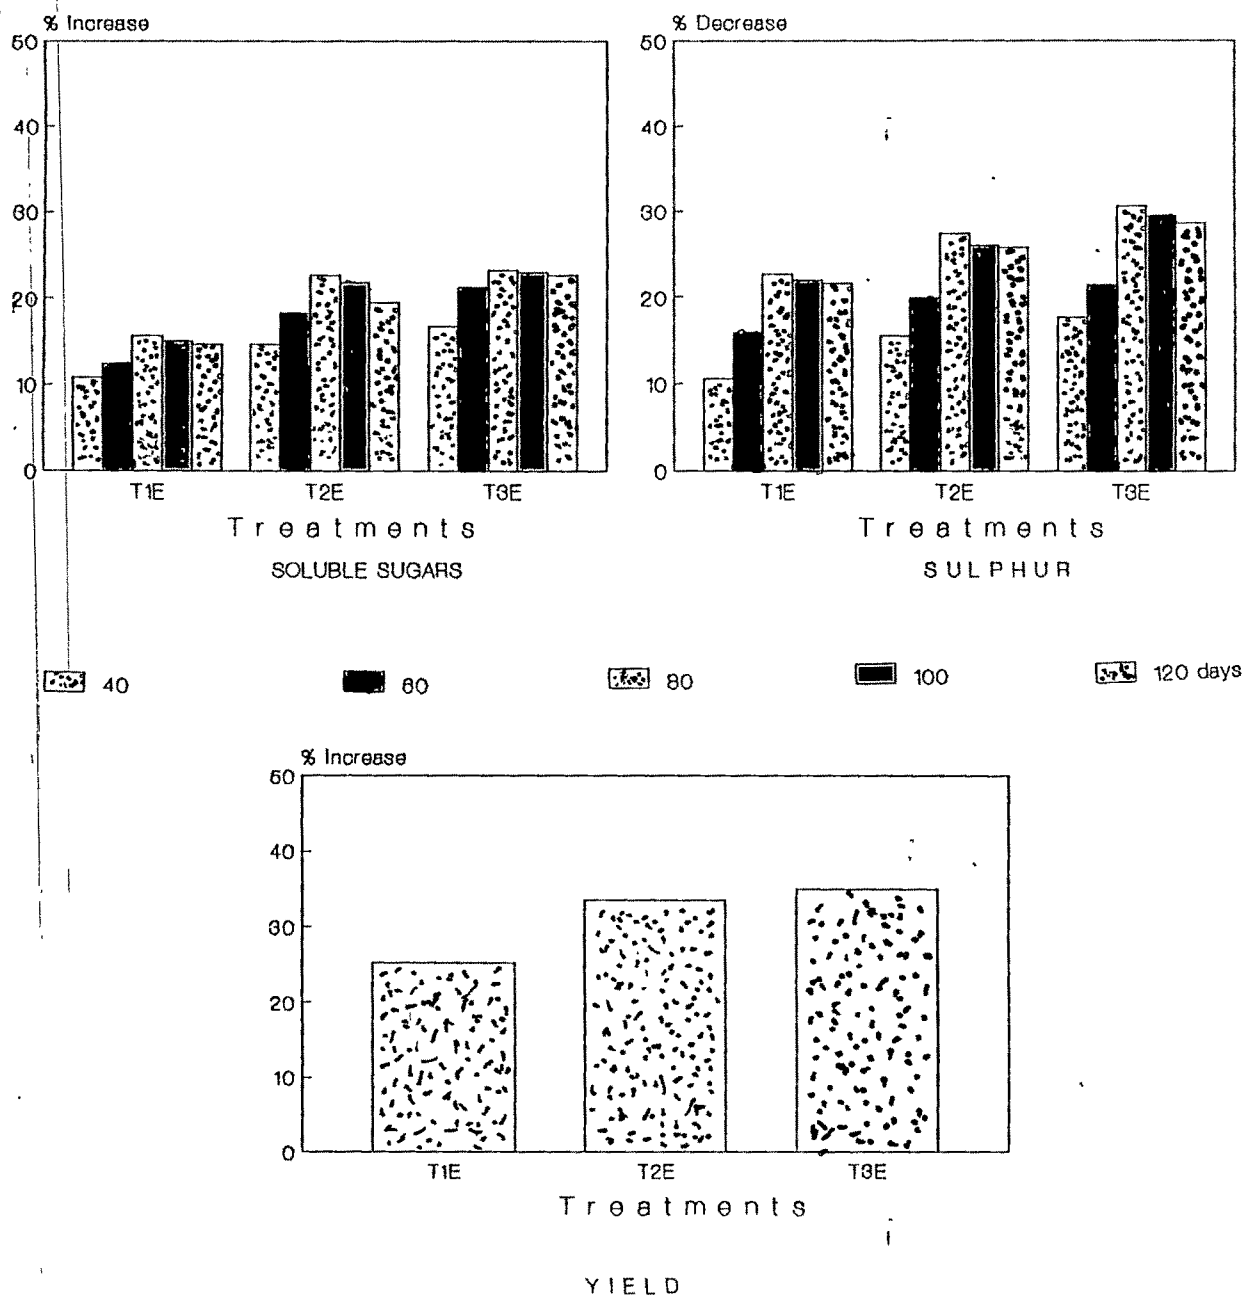 % Increase
50
40
30
20
10
0
T1E T2E T3E
Treatments
SOLUBLE SUGARS
% Decrease
50
40
30
20
10
0
T1E T2E T3E
Treatments
SULPHUR
40 60 80 100 120 days
% Increase
50
40
30
20
10
0
T1E T2E T3E
Treatments
YIELD